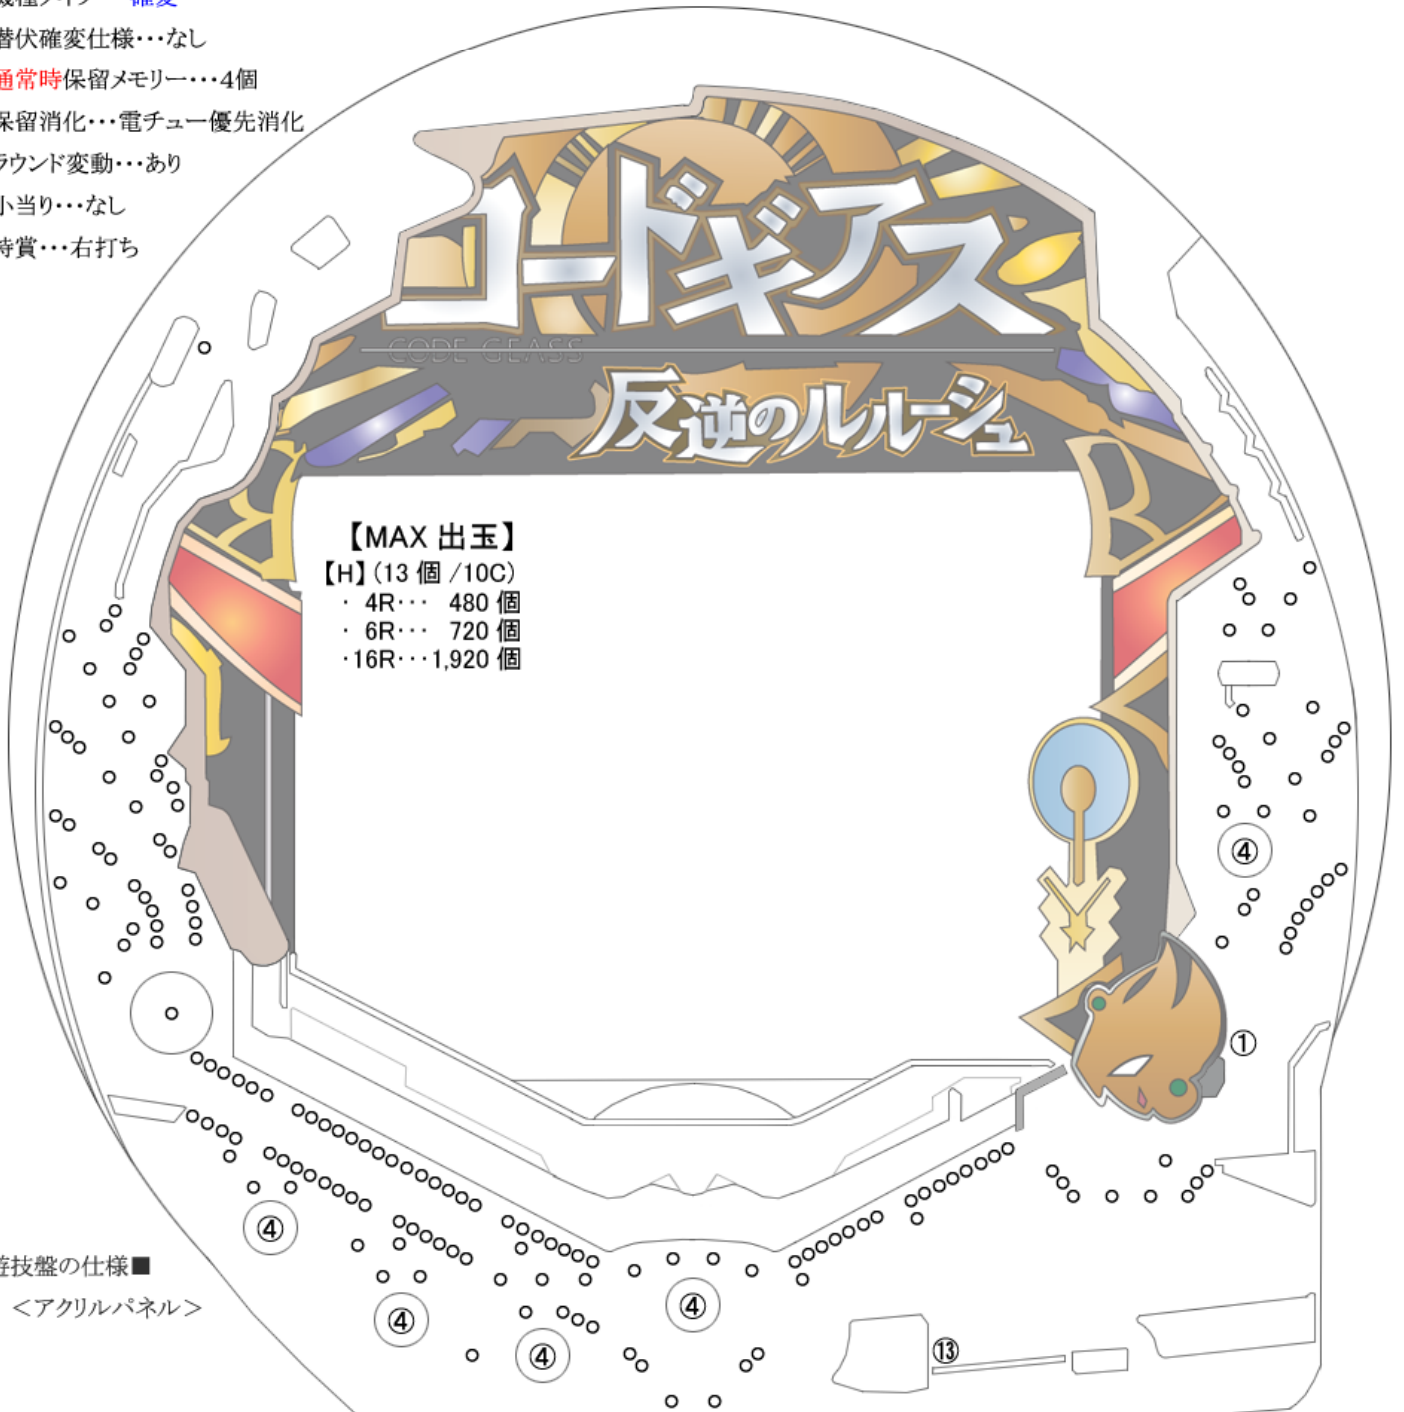 確変
潜伏確変仕様･･･なし
通常時保留メモリー･･･4個
保留消化･･･電チュー優先消化
ラウンド変動･･･あり
小当り･･･なし
特賞･･･右打ち
コードギアス
CODE GEASS
反逆のルルーシュ
【MAX 出玉】
【H】(13 個 /10C)
・ 4R･･･ 480 個
・ 6R･･･ 720 個
・16R･･･1,920 個
④
①
④
④
④
④
⑬
遊技盤の仕様■
＜アクリルパネル＞